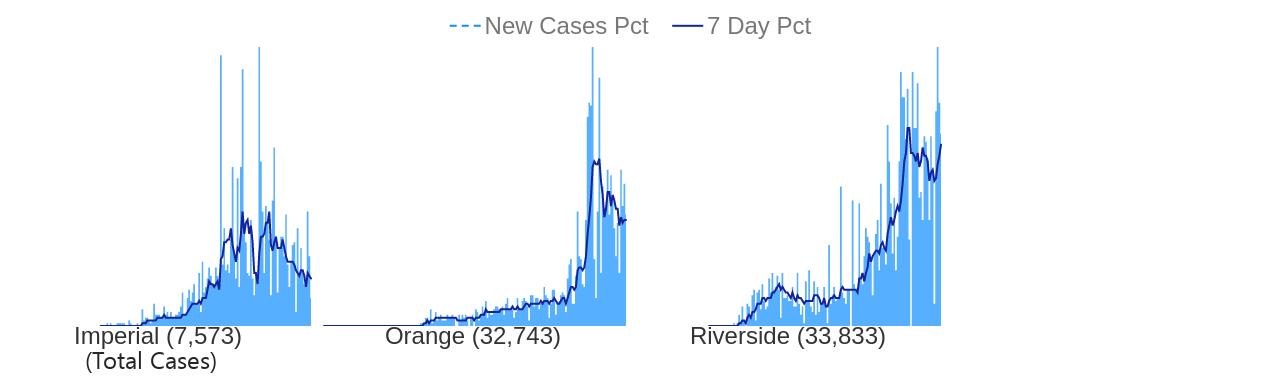 New Cases Pct 7 Day Pct
Imperial (7,573) Orange (32,743) Riverside (33,833)
(Total Cases)